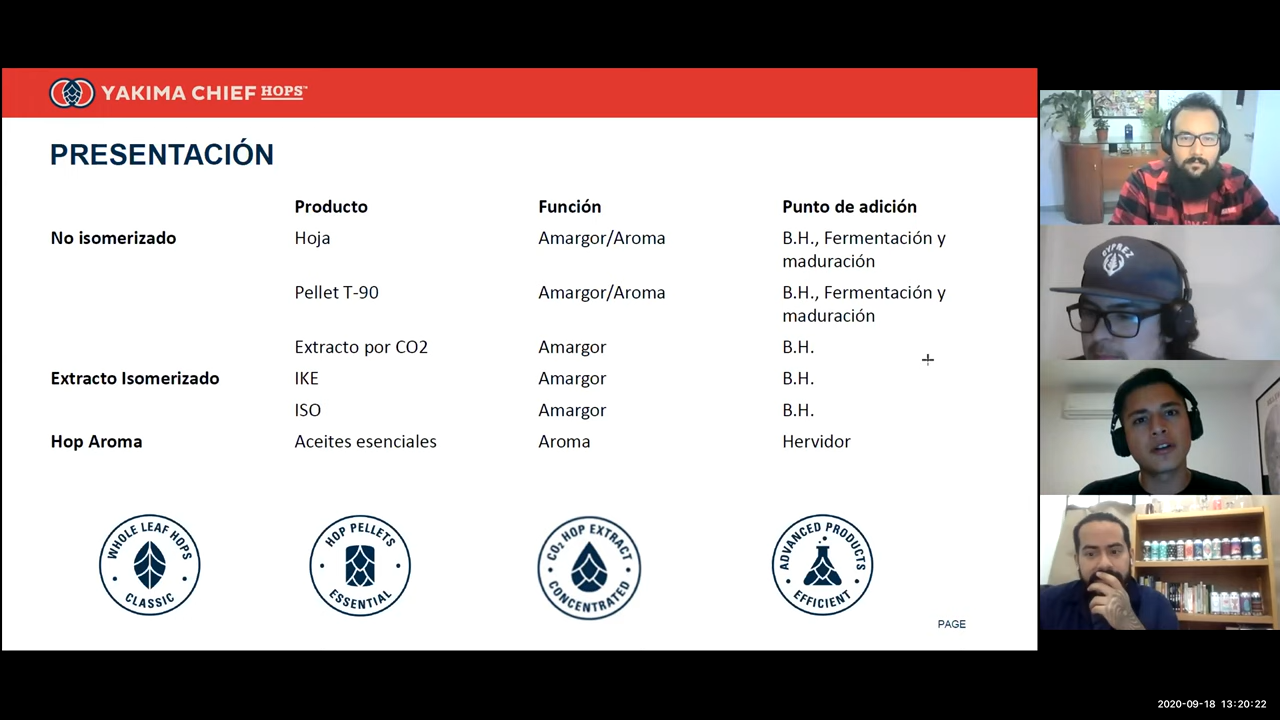 YAKIMA CHIEF HOPS™
PRESENTACIÓN
Producto Función Punto de adición
No isomerizado Hoja Amargor/Aroma B.H., Fermentación y
maduración
Pellet T-90 Amargor/Aroma B.H., Fermentación y
maduración
Extracto por CO2 Amargor B.H.
Extracto Isomerizado IKE Amargor B.H.
ISO Amargor B.H.
Hop Aroma Aceites esenciales Aroma Hervidor
WHOLE LEAF HOPS
CLASSIC
HOP PELLETS
ESSENTIAL
CO₂ HOP EXTRACT
CONCENTRATED
ADVANCED PRODUCTS
EFFICIENT
PAGE
CYPREZ
2020-09-18 13:20:22